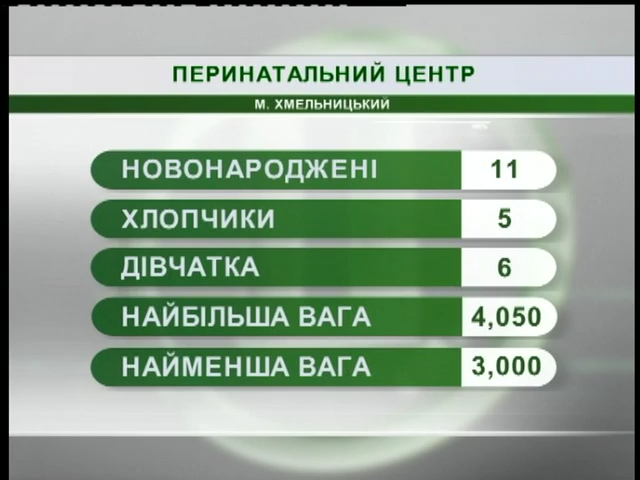 ПЕРИНАТАЛЬНИЙ ЦЕНТР
М. ХМЕЛЬНИЦЬКИЙ
НОВОНАРОДЖЕНІ 11
ХЛОПЧИКИ 5
ДІВЧАТКА 6
НАЙБІЛЬША ВАГА 4,050
НАЙМЕНША ВАГА 3,000